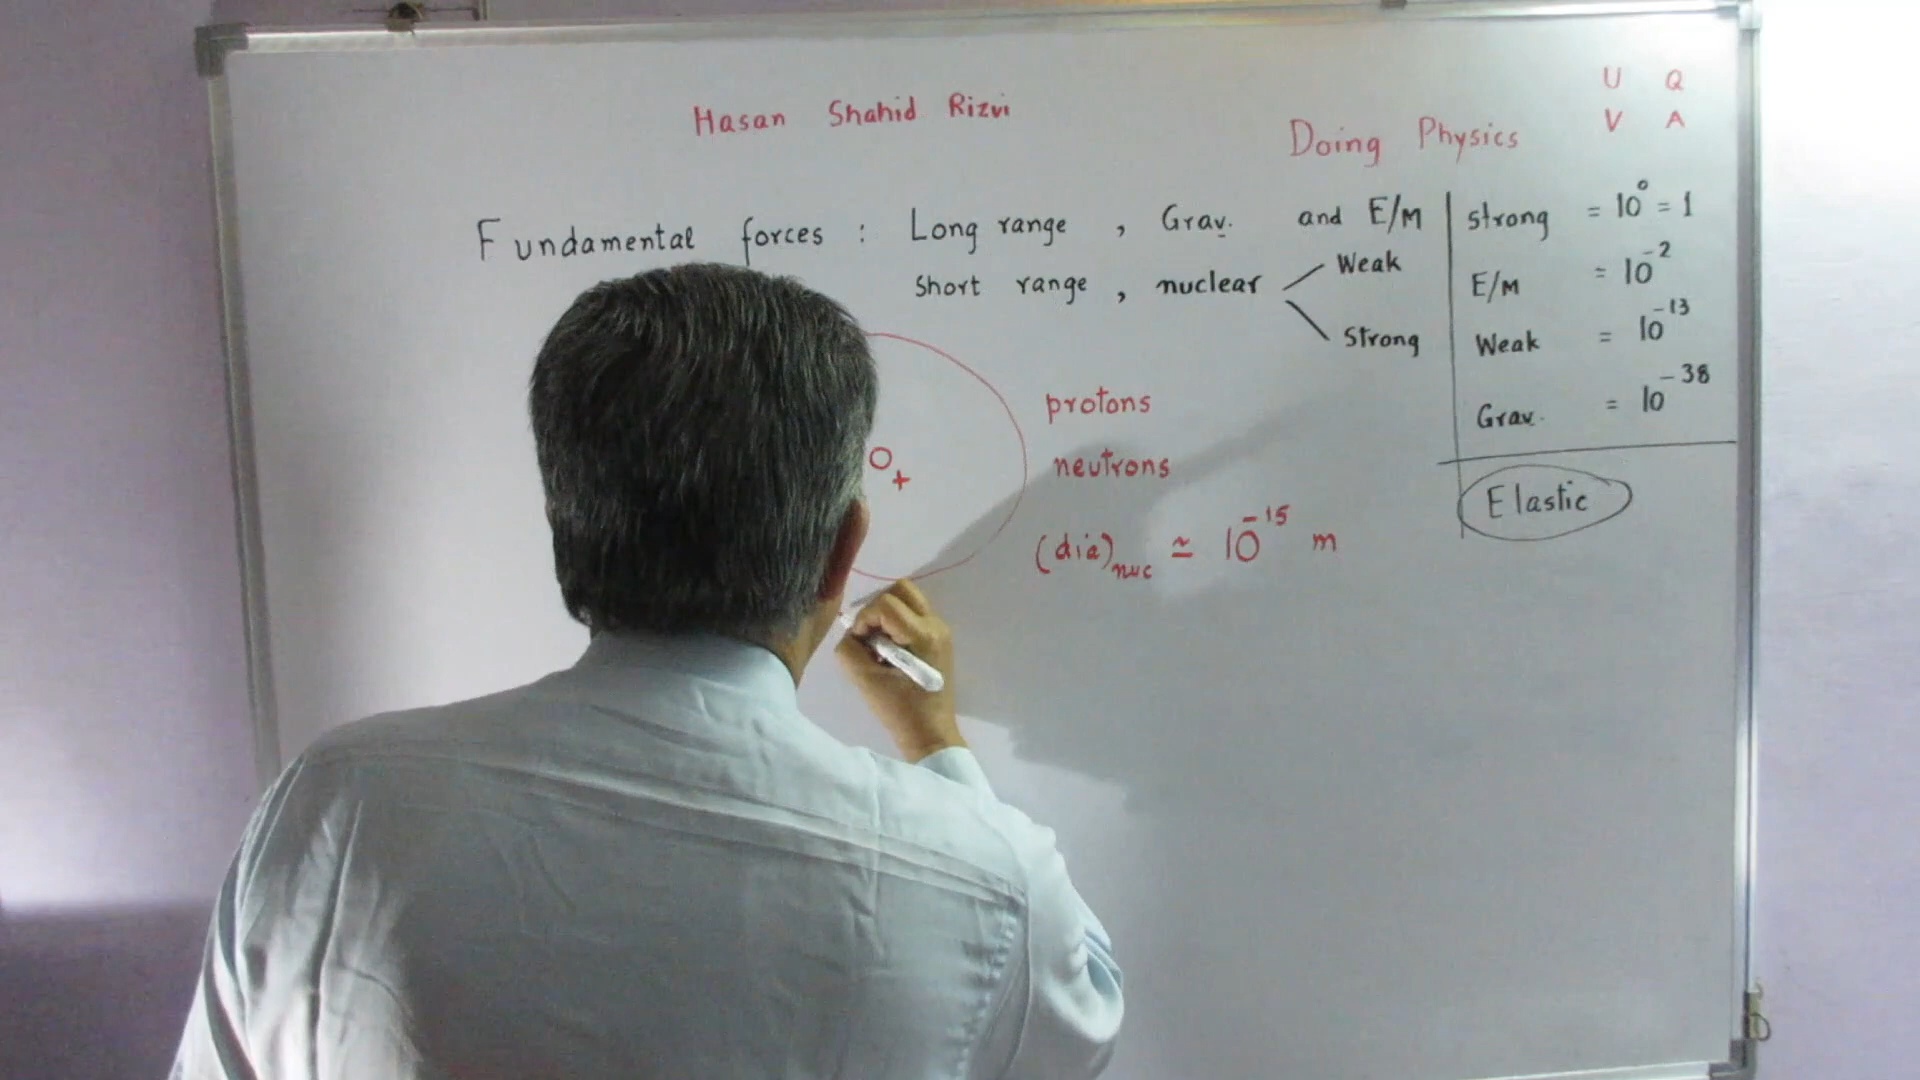 Hasan Shahid Rizvi
Doing Physics
U Q
V A
Fundamental forces : Long range , Grav. and E/M
Short range , nuclear Weak
Strong
strong = 10⁰ = 1
E/M = 10⁻²
Weak = 10⁻¹³
Grav. = 10⁻³⁸
Elastic
O
+
protons
neutrons
(dia)nuc ≃ 10⁻¹⁵ m